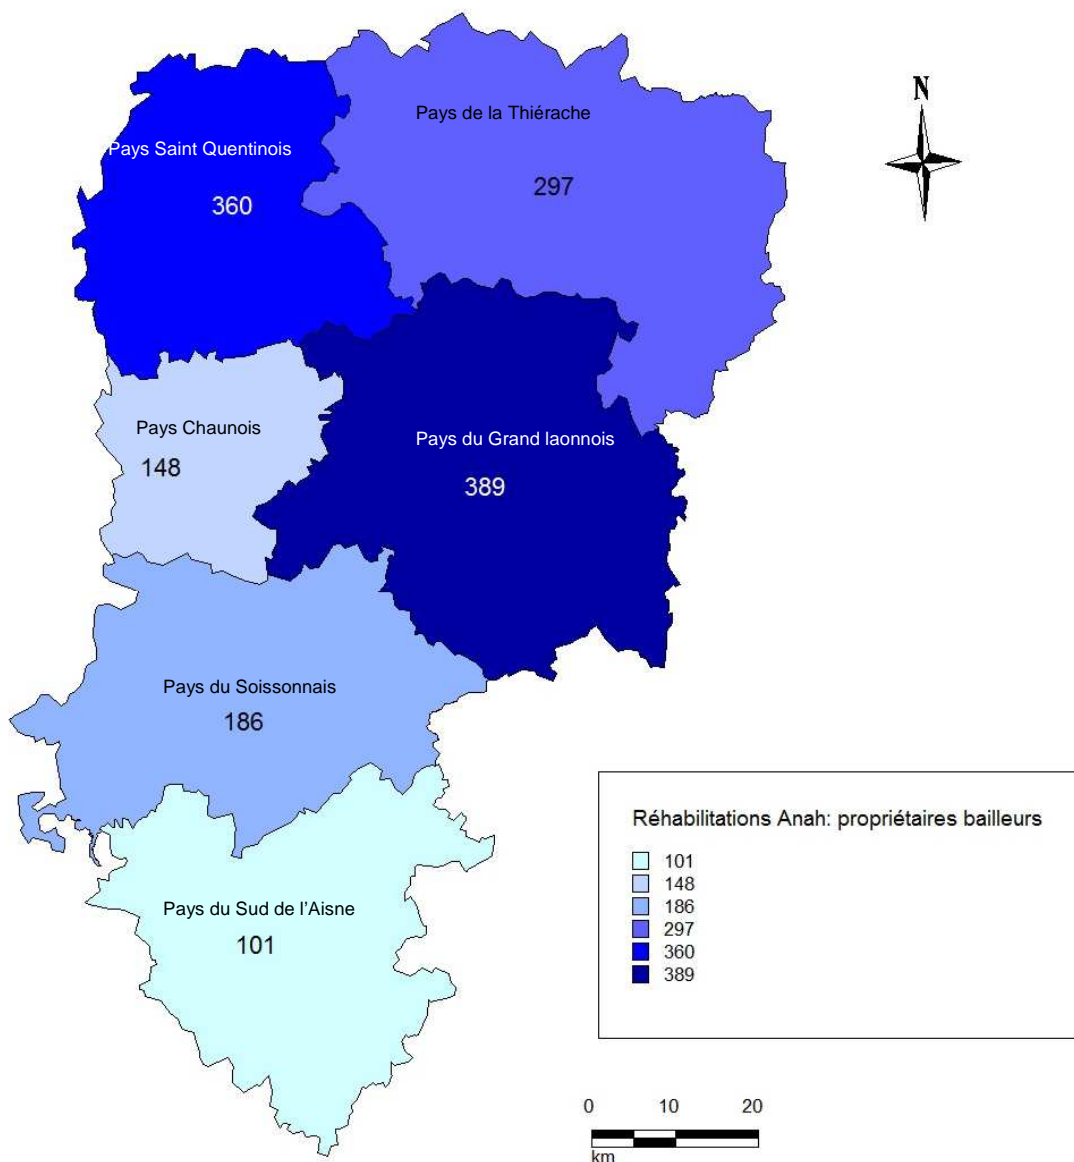 N
Pays de la Thiérache
297
Pays Saint Quentinois
360
Pays Chaunois
148
Pays du Grand laonnois
389
Pays du Soissonnais
186
Pays du Sud de l'Aisne
101
Réhabilitations Anah: propriétaires bailleurs
101
148
186
297
360
389
0 10 20
km